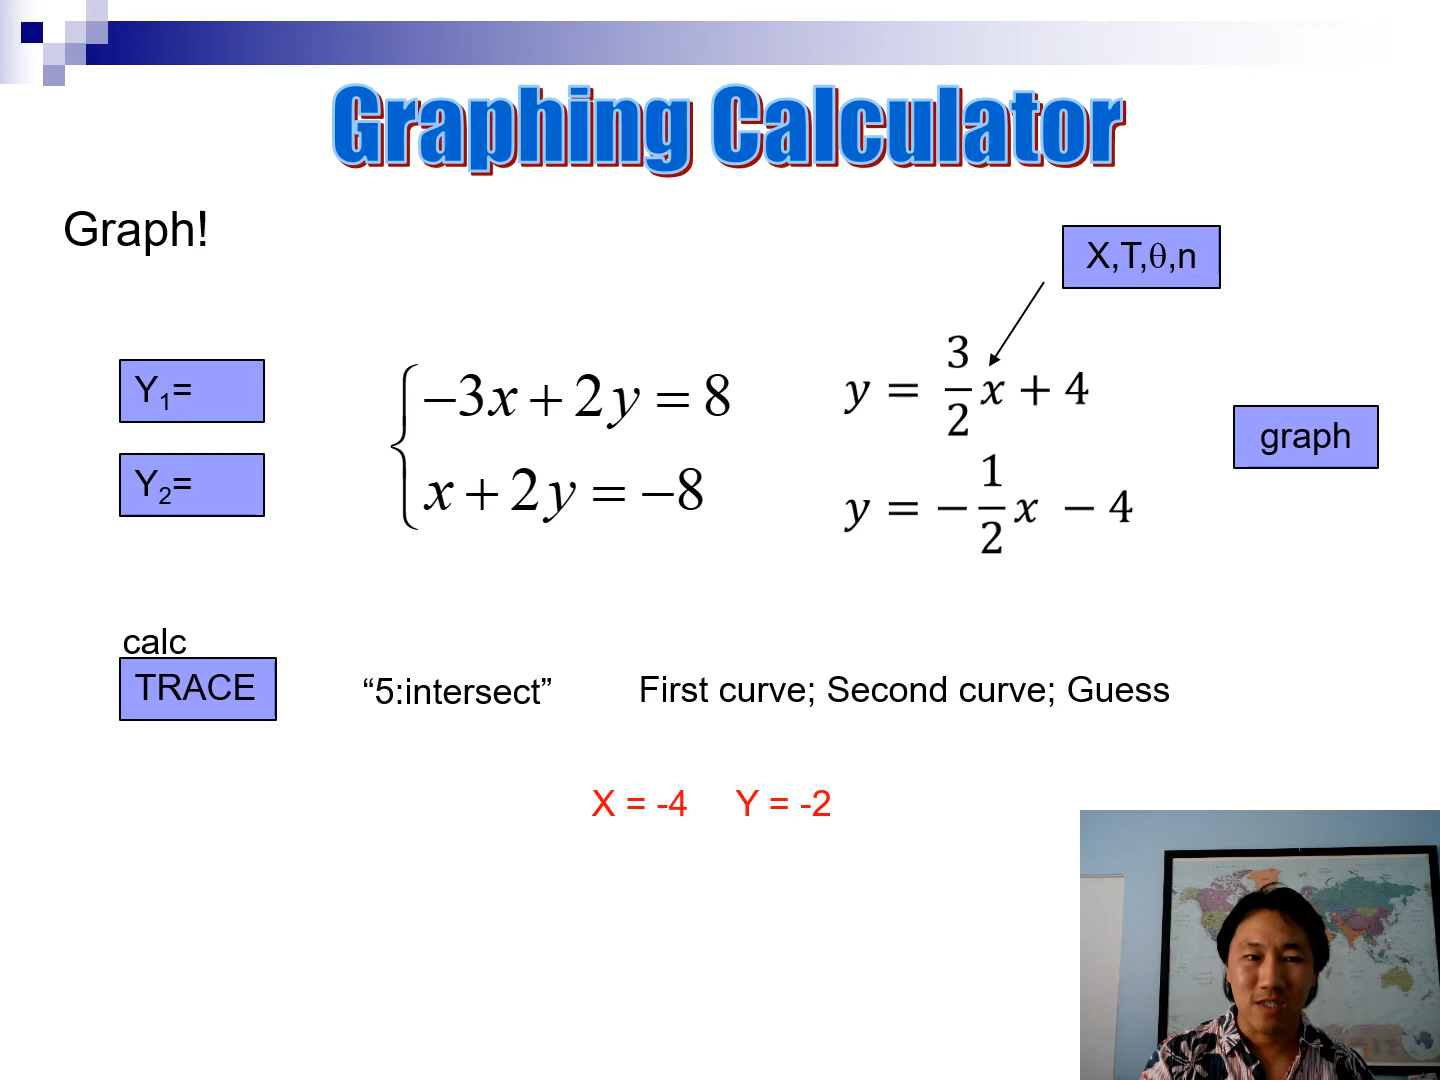 Graphing Calculator
Graph!
X,T,θ,n
Y₁=
Y₂=
−3x + 2y = 8
x + 2y = −8
y = 3/2 x + 4
y = −1/2 x − 4
graph
calc
TRACE
“5:intersect”
First curve; Second curve; Guess
X = -4 Y = -2